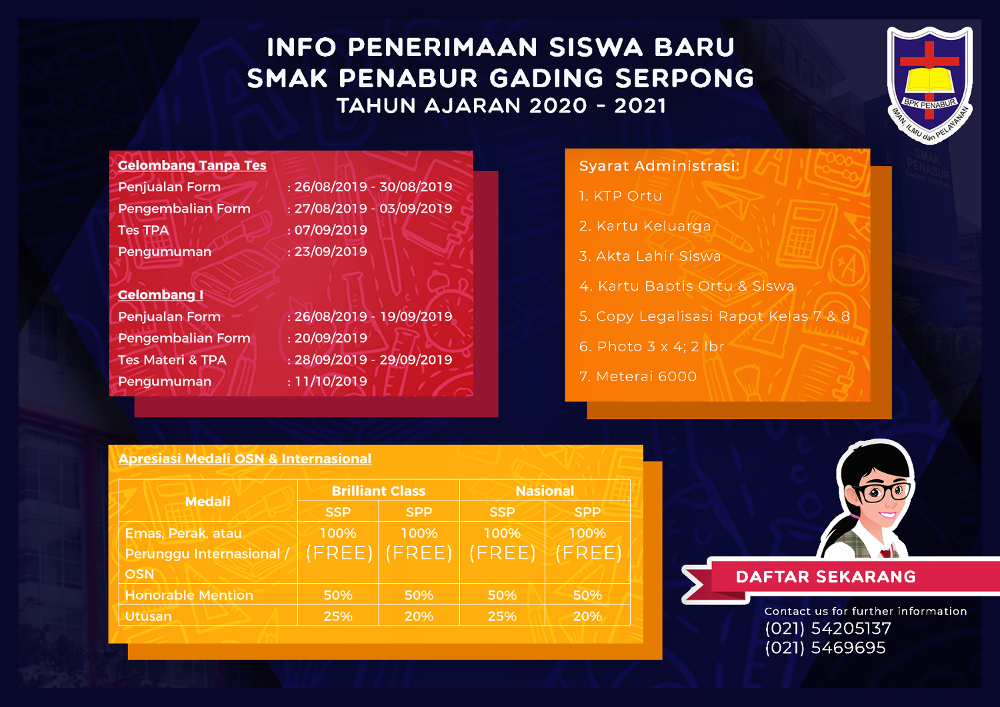 INFO PENERIMAAN SISWA BARU
SMAK PENABUR GADING SERPONG
TAHUN AJARAN 2020 - 2021
BPK PENABUR
IMAN, ILMU dan PELAYANAN
SMAK
PENABUR
Gelombang Tanpa Tes
Penjualan Form : 26/08/2019 - 30/08/2019
Pengembalian Form : 27/08/2019 - 03/09/2019
Tes TPA : 07/09/2019
Pengumuman : 23/09/2019
Gelombang I
Penjualan Form : 26/08/2019 - 19/09/2019
Pengembalian Form : 20/09/2019
Tes Materi & TPA : 28/09/2019 - 29/09/2019
Pengumuman : 11/10/2019
Syarat Administrasi:
1. KTP Ortu
2. Kartu Keluarga
3. Akta Lahir Siswa
4. Kartu Baptis Ortu & Siswa
5. Copy Legalisasi Rapot Kelas 7 & 8
6. Photo 3 x 4; 2 lbr
7. Meterai 6000
Apresiasi Medali OSN & Internasional
Medali Brilliant Class Nasional
SSP SPP SSP SPP
Emas, Perak, atau 100% 100% 100% 100%
Perunggu Internasional / (FREE) (FREE) (FREE) (FREE)
OSN
Honorable Mention 50% 50% 50% 50%
Utusan 25% 20% 25% 20%
DAFTAR SEKARANG
Contact us for further information
(021) 54205137
(021) 5469695